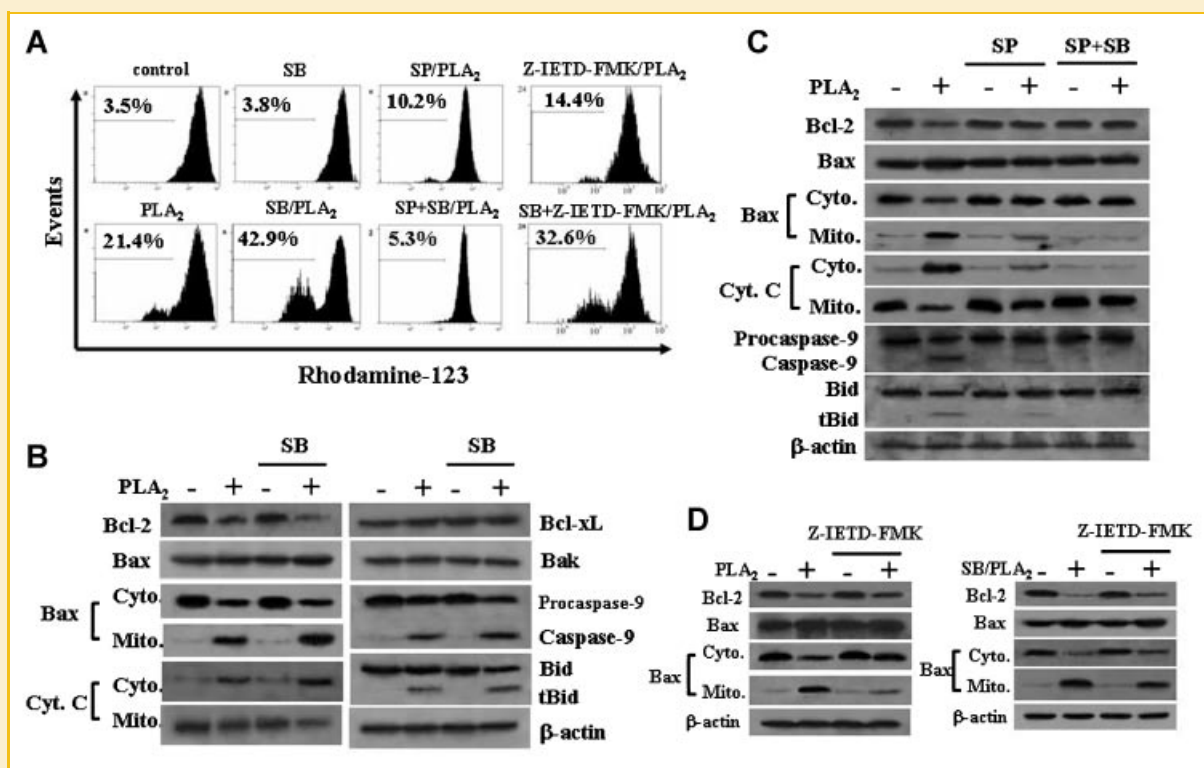 A
control SB SP/PLA₂ Z-IETD-FMK/PLA₂
3.5% 3.8% 10.2% 14.4%
PLA₂ SB/PLA₂ SP+SB/PLA₂ SB+Z-IETD-FMK/PLA₂
21.4% 42.9% 5.3% 32.6%
Events
Rhodamine-123
B
SB SB
PLA₂ - + - + - + - +
Bcl-2 Bcl-xL
Bax Bak
Bax Cyto. Procaspase-9
Mito. Caspase-9
Cyt. C Cyto. Bid
tBid
Mito. β-actin
C
SP SP+SB
PLA₂ - + - + - +
Bcl-2
Bax
Bax Cyto.
Mito.
Cyt. C Cyto.
Mito.
Procaspase-9
Caspase-9
Bid
tBid
β-actin
D
Z-IETD-FMK Z-IETD-FMK
PLA₂ - + - + SB/PLA₂ - + - +
Bcl-2 Bcl-2
Bax Bax
Bax Cyto. Bax Cyto.
Mito. Mito.
β-actin β-actin